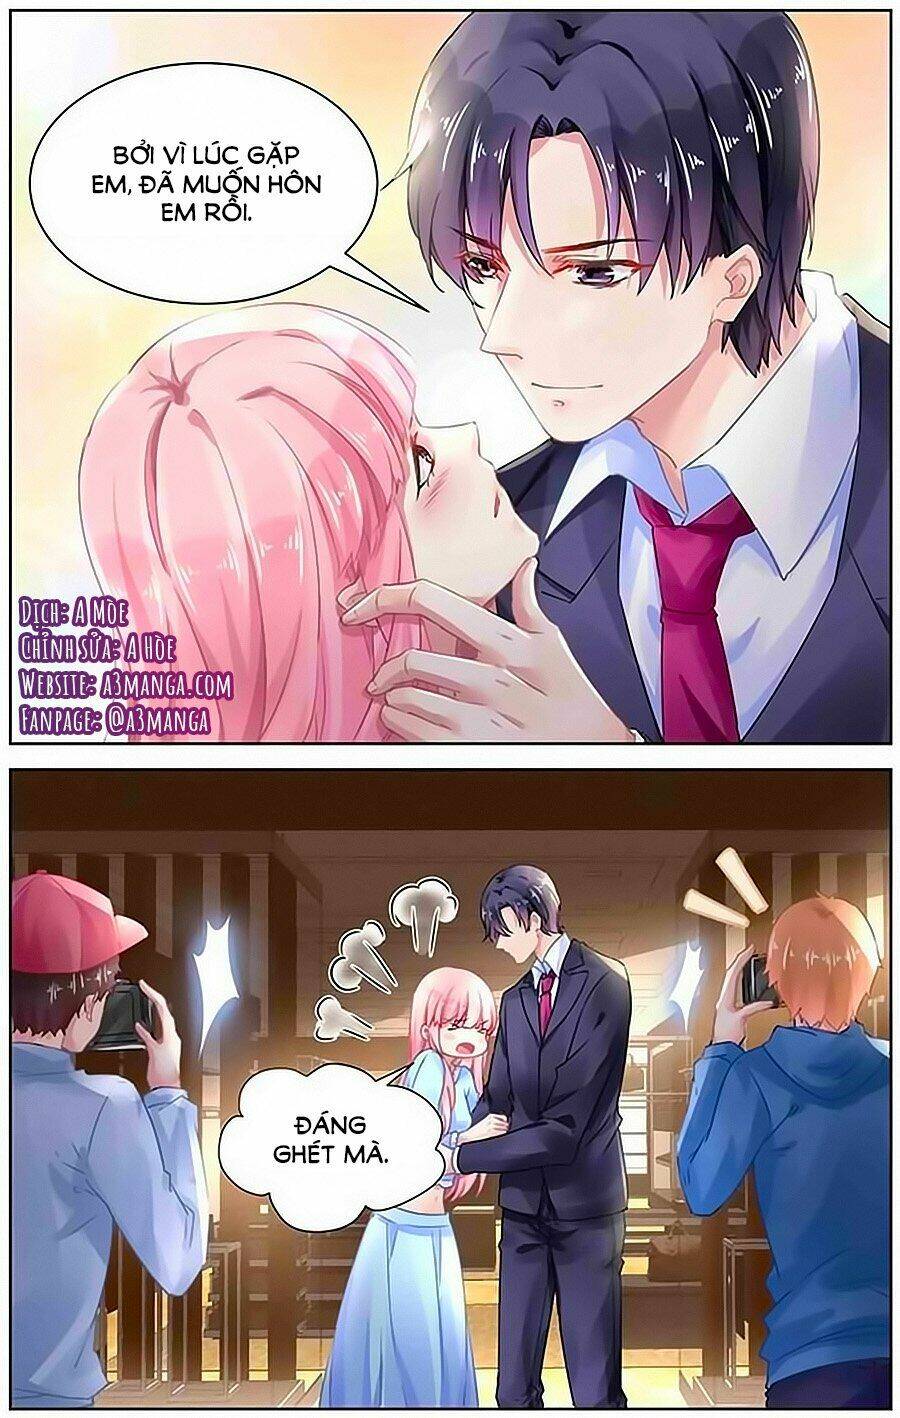 BỞI VÌ LÚC GẶP
EM, ĐÃ MUỐN HÔN
EM RỒI.
DỊCH: A MÒE
CHỈNH SỬA: A HÒE
WEBSITE: A3MANGA.COM
FANPAGE: @A3MANGA
ĐÁNG
GHÉT MÀ.